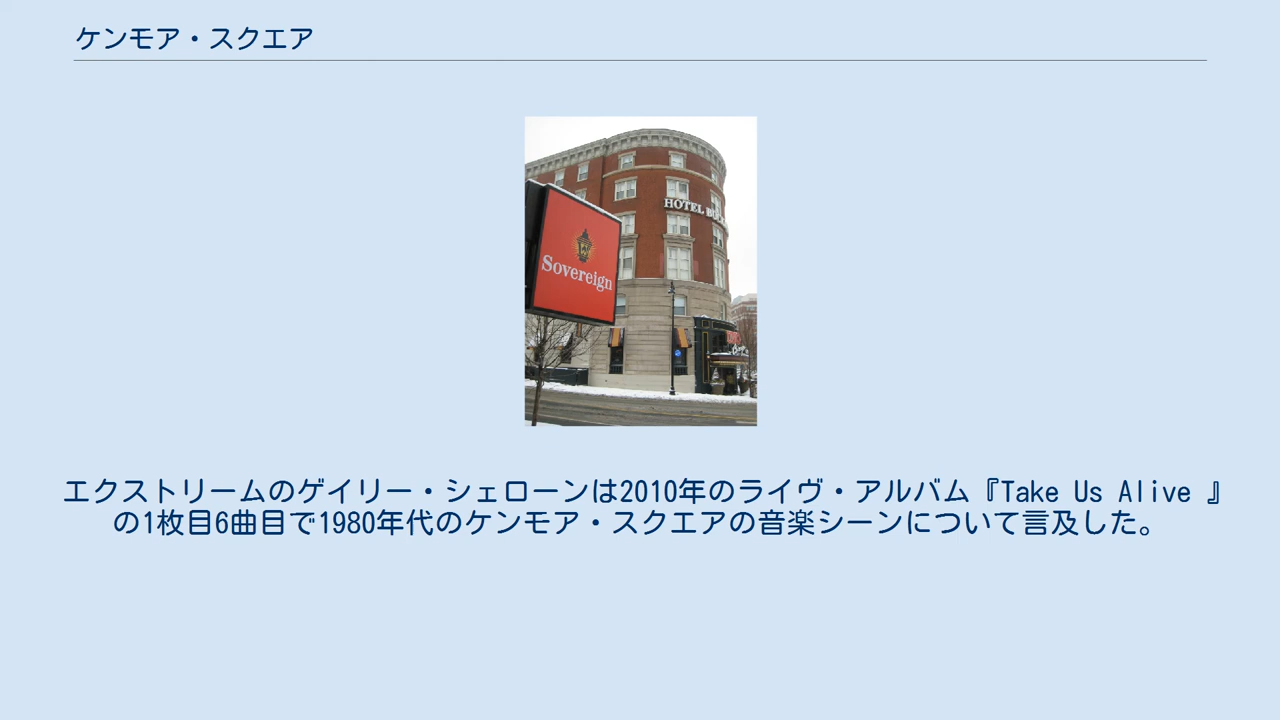 ケンモア・スクエア
HOTEL
Sovereign
エクストリームのゲイリー・シェローンは2010年のライヴ・アルバム『Take Us Alive 』
の1枚目6曲目で1980年代のケンモア・スクエアの音楽シーンについて言及した。